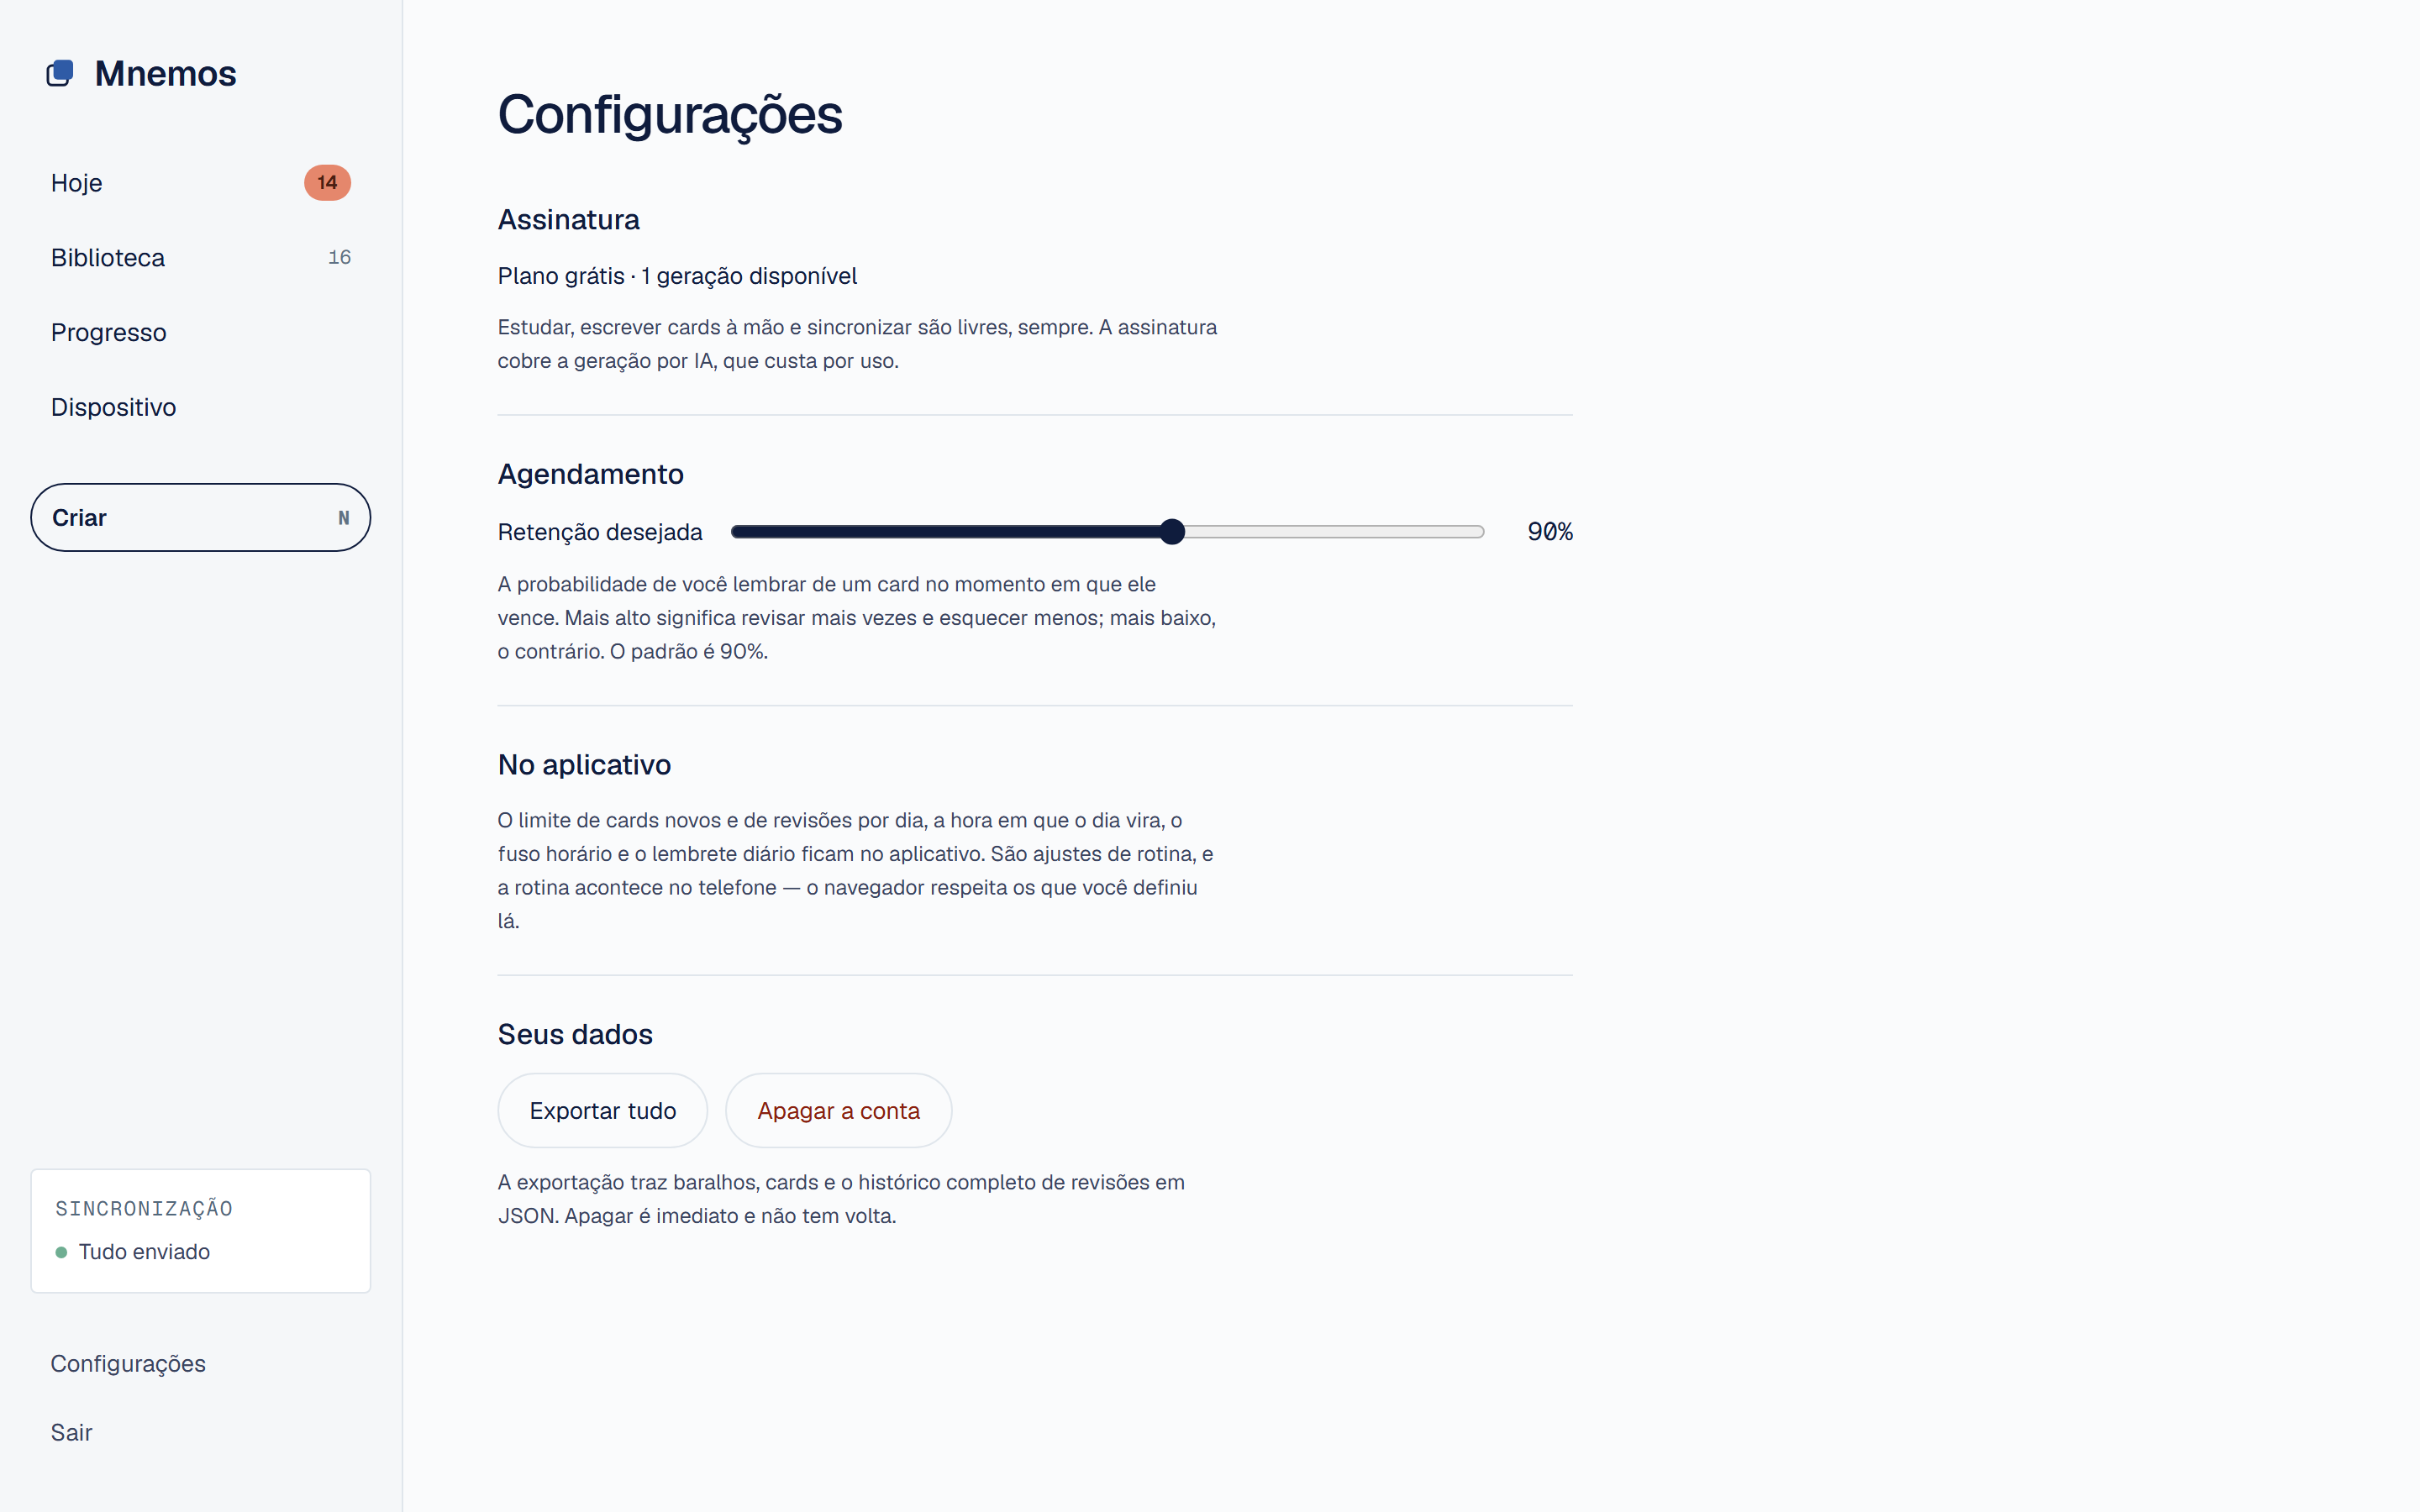 Mnemos
Hoje 14
Biblioteca 16
Progresso
Dispositivo
Criar N
SINCRONIZAÇÃO
Tudo enviado
Configurações
Sair
Configurações
Assinatura
Plano grátis · 1 geração disponível
Estudar, escrever cards à mão e sincronizar são livres, sempre. A assinatura
cobre a geração por IA, que custa por uso.
Agendamento
Retenção desejada 90%
A probabilidade de você lembrar de um card no momento em que ele
vence. Mais alto significa revisar mais vezes e esquecer menos; mais baixo,
o contrário. O padrão é 90%.
No aplicativo
O limite de cards novos e de revisões por dia, a hora em que o dia vira, o
fuso horário e o lembrete diário ficam no aplicativo. São ajustes de rotina, e
a rotina acontece no telefone — o navegador respeita os que você definiu
lá.
Seus dados
Exportar tudo Apagar a conta
A exportação traz baralhos, cards e o histórico completo de revisões em
JSON. Apagar é imediato e não tem volta.